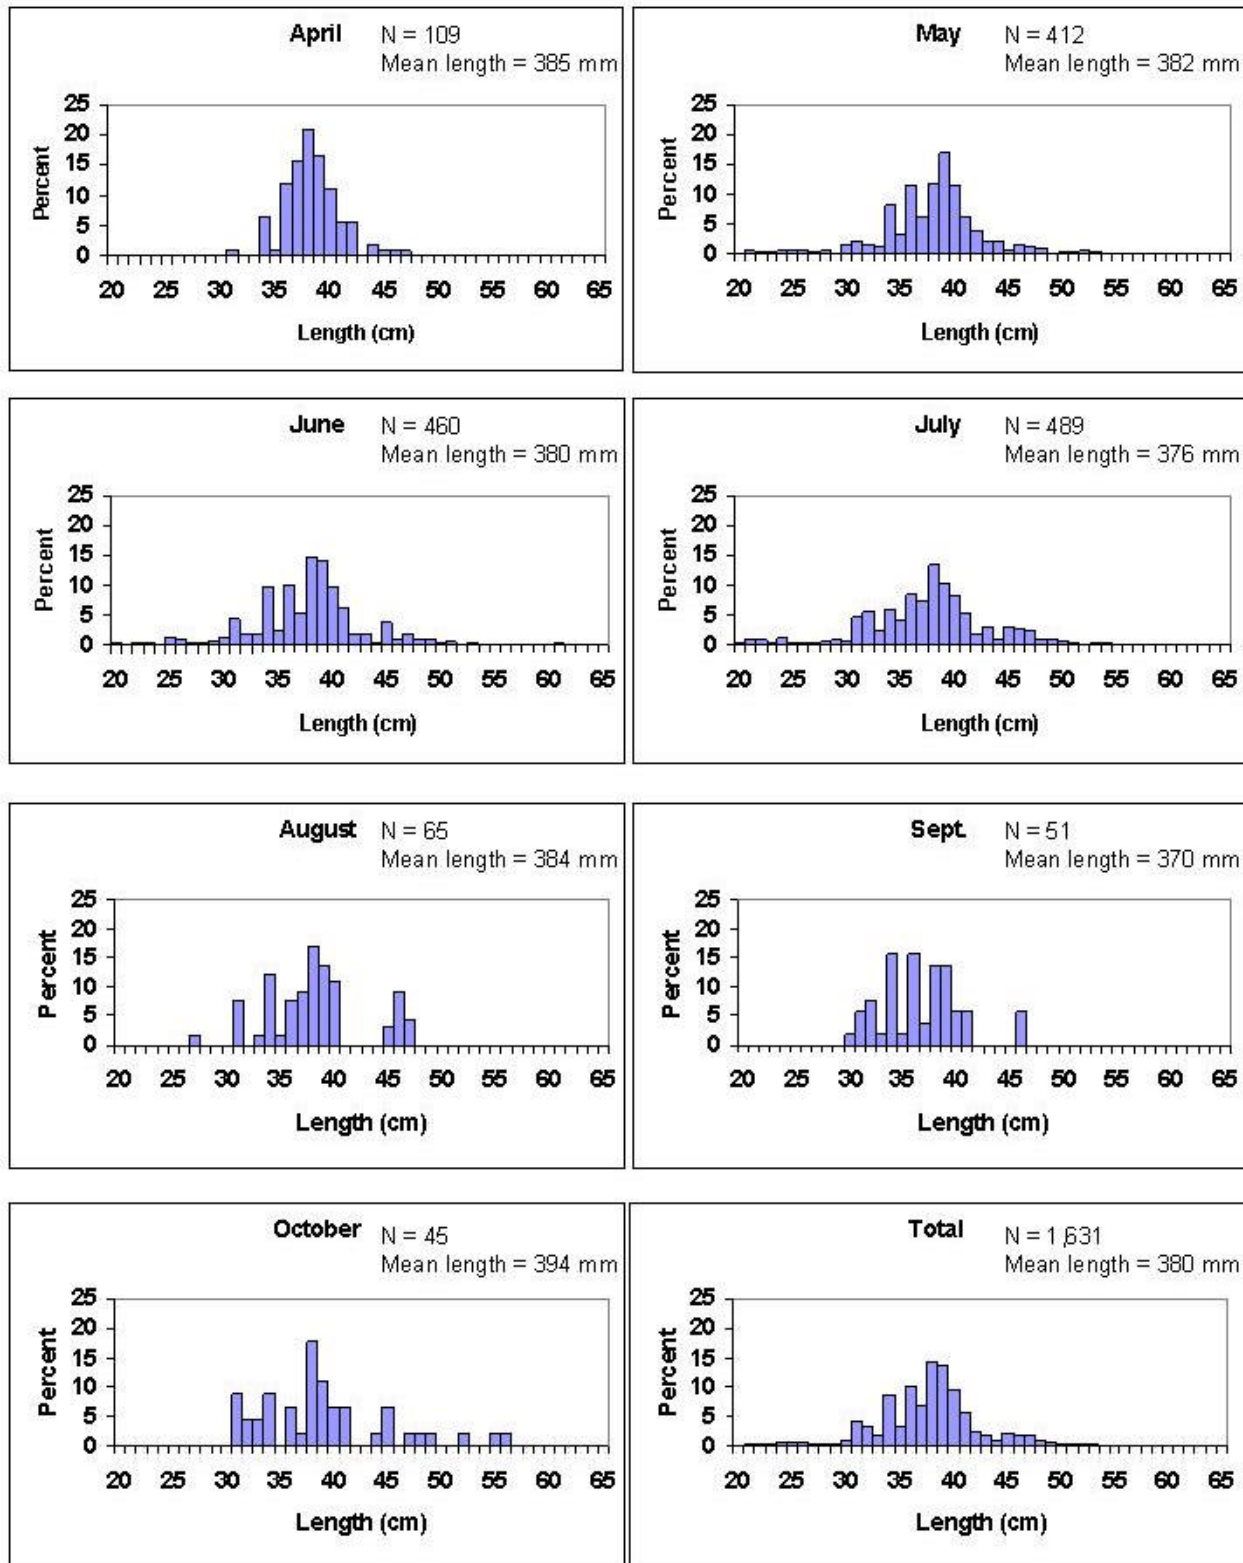 April N = 109
Mean length = 385 mm
25
20
15
10
5
0
Percent
20 25 30 35 40 45 50 55 60 65
Length (cm)
May N = 412
Mean length = 382 mm
25
20
15
10
5
0
Percent
20 25 30 35 40 45 50 55 60 65
Length (cm)
June N = 460
Mean length = 380 mm
25
20
15
10
5
0
Percent
20 25 30 35 40 45 50 55 60 65
Length (cm)
July N = 489
Mean length = 376 mm
25
20
15
10
5
0
Percent
20 25 30 35 40 45 50 55 60 65
Length (cm)
August N = 65
Mean length = 384 mm
25
20
15
10
5
0
Percent
20 25 30 35 40 45 50 55 60 65
Length (cm)
Sept. N = 51
Mean length = 370 mm
25
20
15
10
5
0
Percent
20 25 30 35 40 45 50 55 60 65
Length (cm)
October N = 45
Mean length = 394 mm
25
20
15
10
5
0
Percent
20 25 30 35 40 45 50 55 60 65
Length (cm)
Total N = 1,631
Mean length = 380 mm
25
20
15
10
5
0
Percent
20 25 30 35 40 45 50 55 60 65
Length (cm)